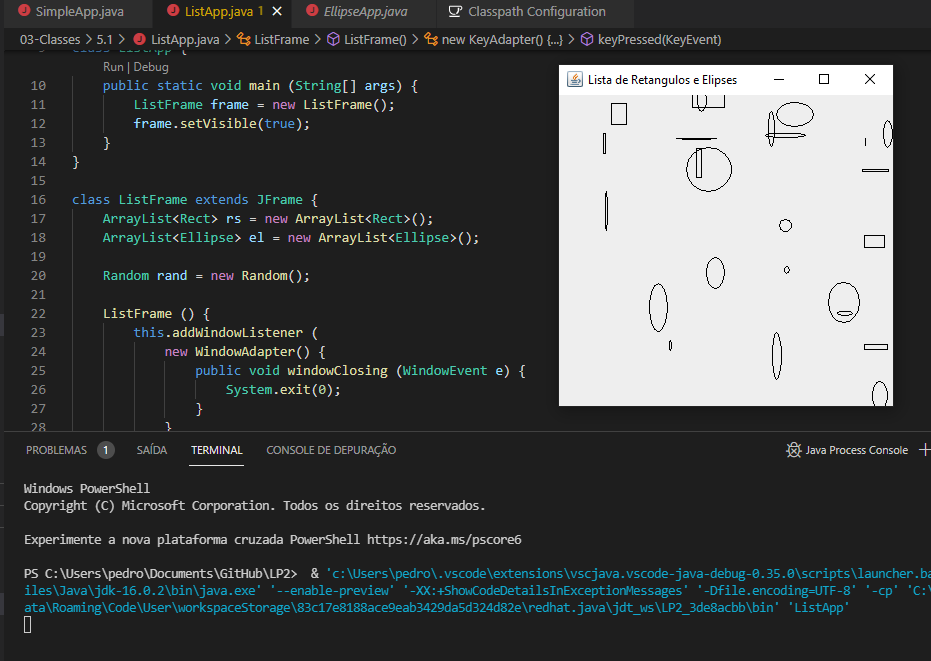 SimpleApp.java
ListApp.java 1
EllipseApp.java
Classpath Configuration
03-Classes > 5.1 > ListApp.java > ListFrame > ListFrame() > new KeyAdapter() {...} > keyPressed(KeyEvent)
Run | Debug
10 public static void main (String[] args) {
11 ListFrame frame = new ListFrame();
12 frame.setVisible(true);
13 }
14 }
15
16 class ListFrame extends JFrame {
17 ArrayList<Rect> rs = new ArrayList<Rect>();
18 ArrayList<Ellipse> el = new ArrayList<Ellipse>();
19
20 Random rand = new Random();
21
22 ListFrame () {
23 this.addWindowListener (
24 new WindowAdapter() {
25 public void windowClosing (WindowEvent e) {
26 System.exit(0);
27 }
28 }
Lista de Retangulos e Elipses
PROBLEMAS 1 SAÍDA TERMINAL CONSOLE DE DEPURAÇÃO
Java Process Console
Windows PowerShell
Copyright (C) Microsoft Corporation. Todos os direitos reservados.
Experimente a nova plataforma cruzada PowerShell https://aka.ms/pscore6
PS C:\Users\pedro\Documents\GitHub\LP2> & 'c:\Users\pedro\.vscode\extensions\vscjava.vscode-java-debug-0.35.0\scripts\launcher.ba
iles\Java\jdk-16.0.2\bin\java.exe' '--enable-preview' '-XX:+ShowCodeDetailsInExceptionMessages' '-Dfile.encoding=UTF-8' '-cp' 'C:\
ata\Roaming\Code\User\workspaceStorage\83c17e8188ace9eab3429da5d324d82e\redhat.java\jdt_ws\LP2_3de8acbb\bin' 'ListApp'